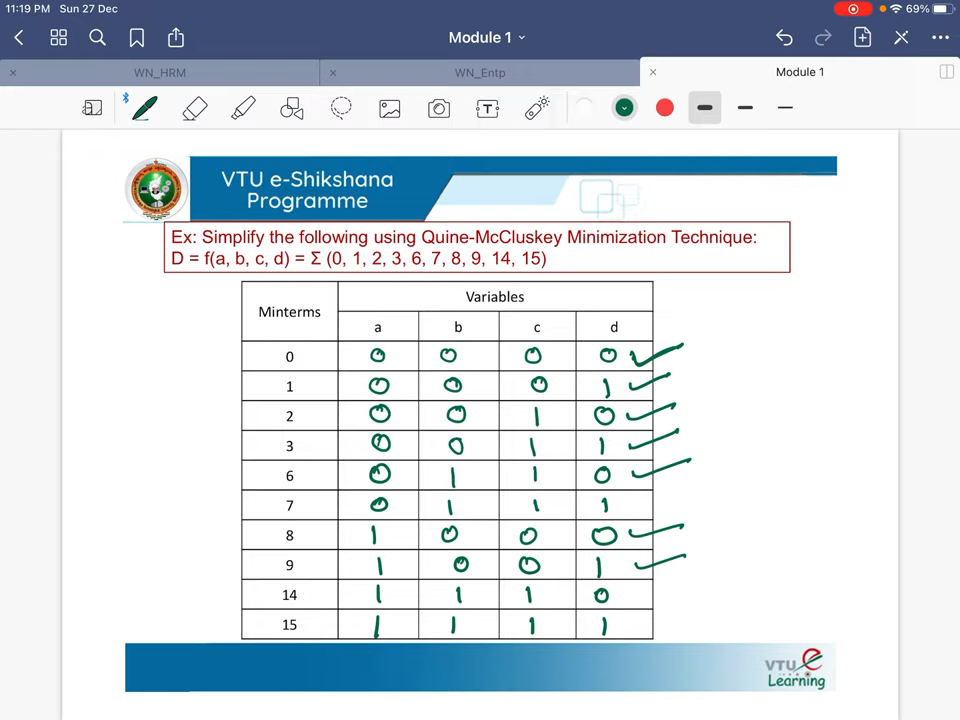 11:19 PM Sun 27 Dec 69%
Module 1
WN_HRM WN_Entp Module 1
VTU e-Shikshana
Programme
Ex: Simplify the following using Quine-McCluskey Minimization Technique:
D = f(a, b, c, d) = Σ (0, 1, 2, 3, 6, 7, 8, 9, 14, 15)
Minterms Variables
a b c d
0 0 0 0 0
1 0 0 0 1
2 0 0 1 0
3 0 0 1 1
6 0 1 1 0
7 0 1 1 1
8 1 0 0 0
9 1 0 0 1
14 1 1 1 0
15 1 1 1 1
VTU e
Learning